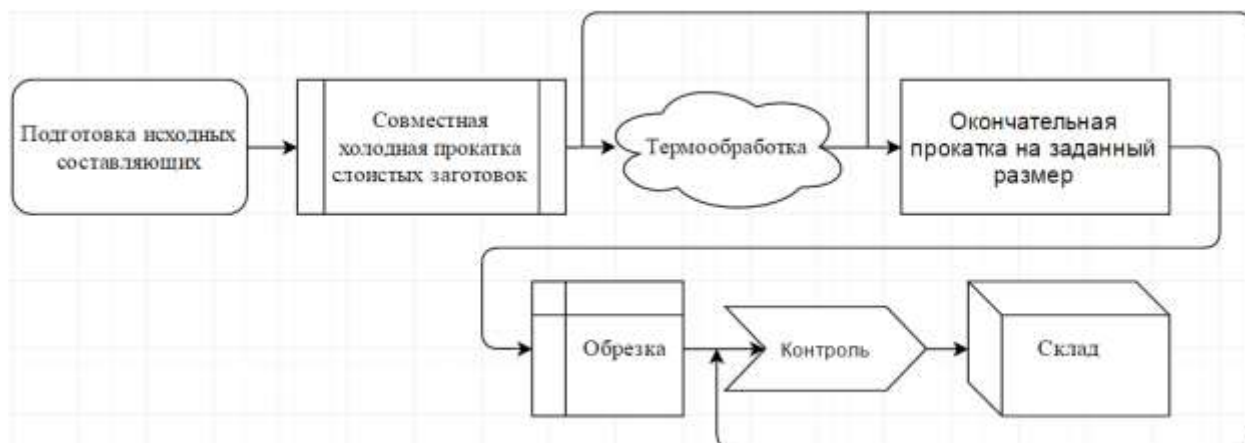 Подготовка исходных
составляющих
Совместная
холодная прокатка
слоистых заготовок
Термообработка
Окончательная
прокатка на заданный
размер
Обрезка
Контроль
Склад